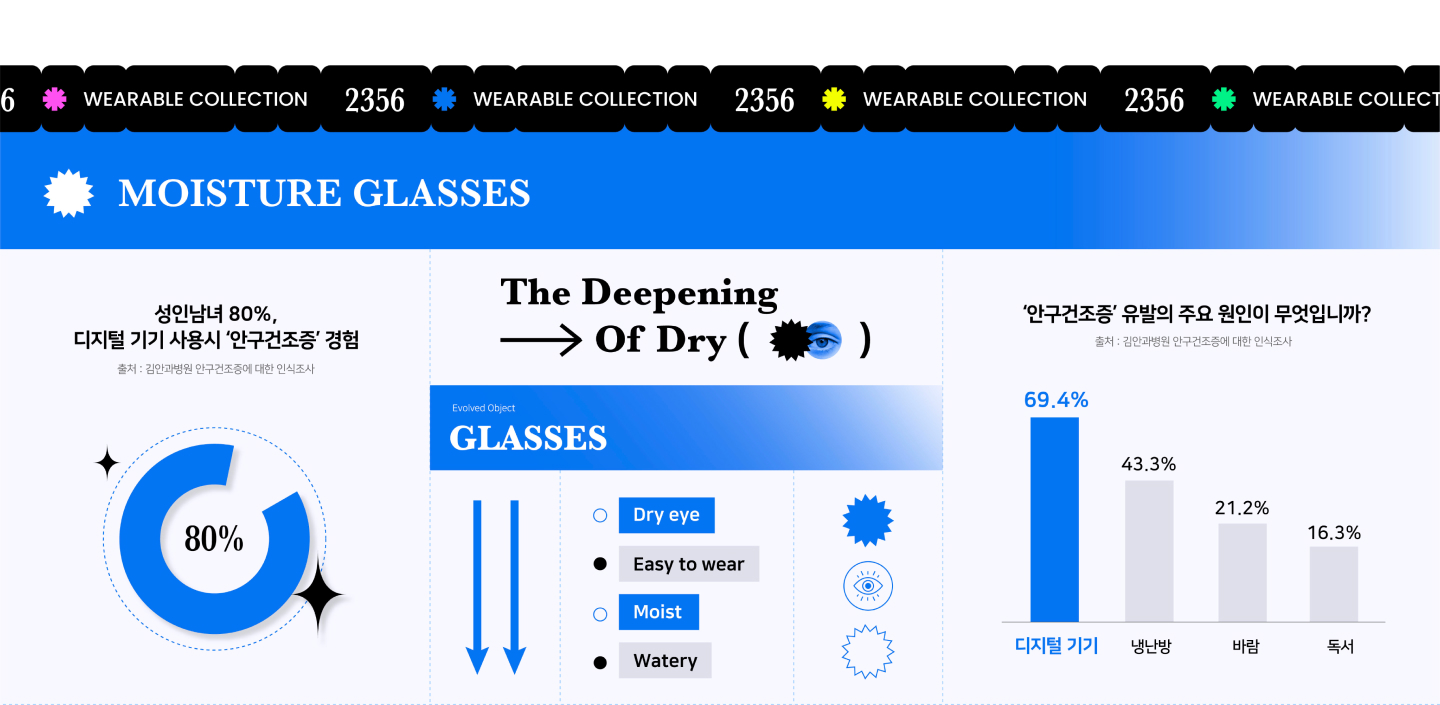 6 WEARABLE COLLECTION 2356 WEARABLE COLLECTION 2356 WEARABLE COLLECTION 2356 WEARABLE COLLECT
MOISTURE GLASSES
성인남녀 80%,
디지털 기기 사용시 ‘안구건조증’ 경험
출처 : 김안과병원 안구건조증에 대한 인식조사
80%
The Deepening
Of Dry ( )
Evolved Object
GLASSES
Dry eye
Easy to wear
Moist
Watery
‘안구건조증’ 유발의 주요 원인이 무엇입니까?
출처 : 김안과병원 안구건조증에 대한 인식조사
69.4%
43.3%
21.2%
16.3%
디지털 기기 냉난방 바람 독서